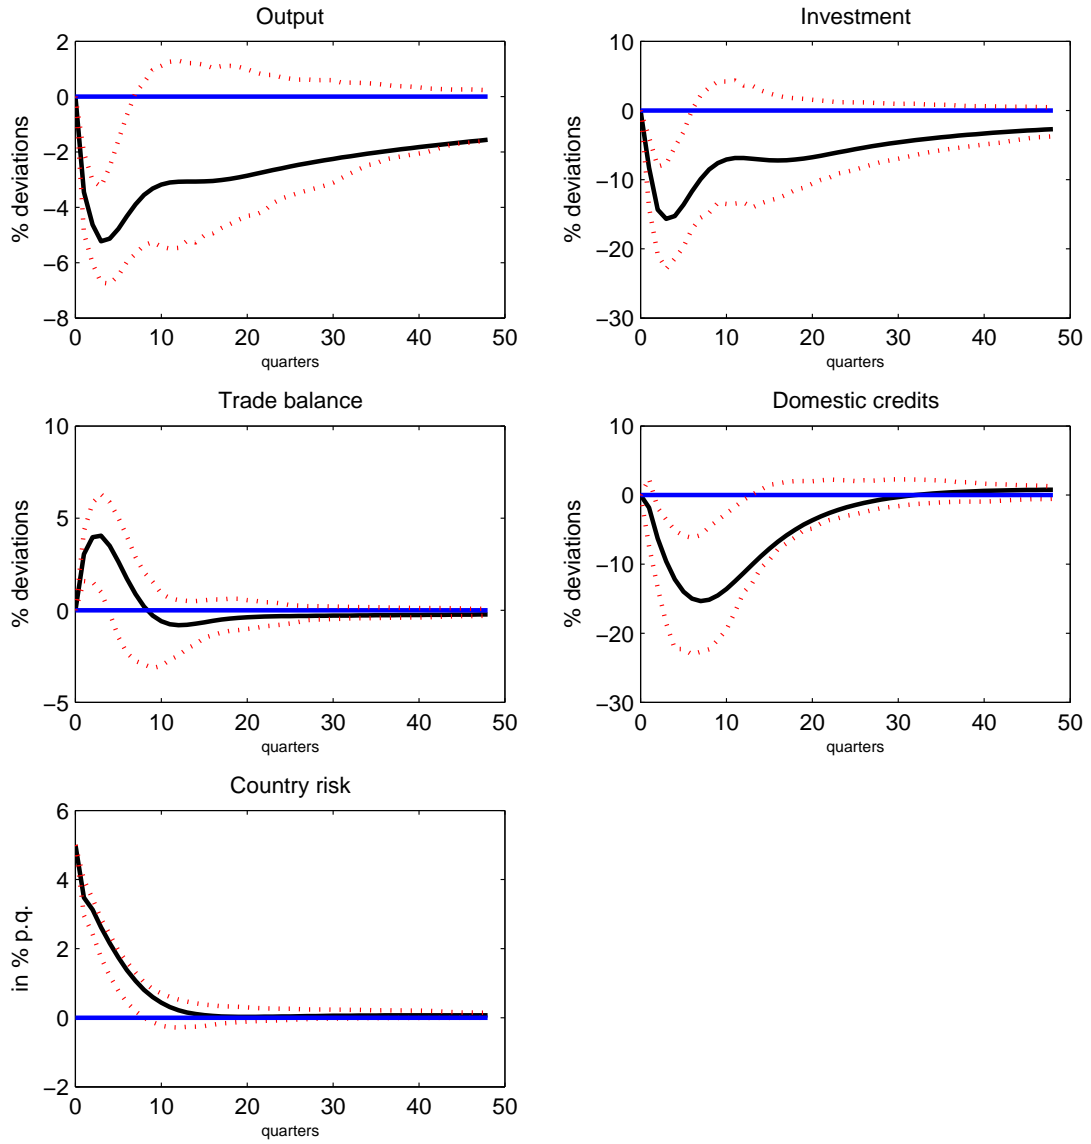 Output
2
0
−2
−4
−6
−8
% deviations
0 10 20 30 40 50
quarters
Investment
10
0
−10
−20
−30
% deviations
0 10 20 30 40 50
quarters
Trade balance
10
5
0
−5
% deviations
0 10 20 30 40 50
quarters
Domestic credits
10
0
−10
−20
−30
% deviations
0 10 20 30 40 50
quarters
Country risk
6
4
2
0
−2
in % p.q.
0 10 20 30 40 50
quarters